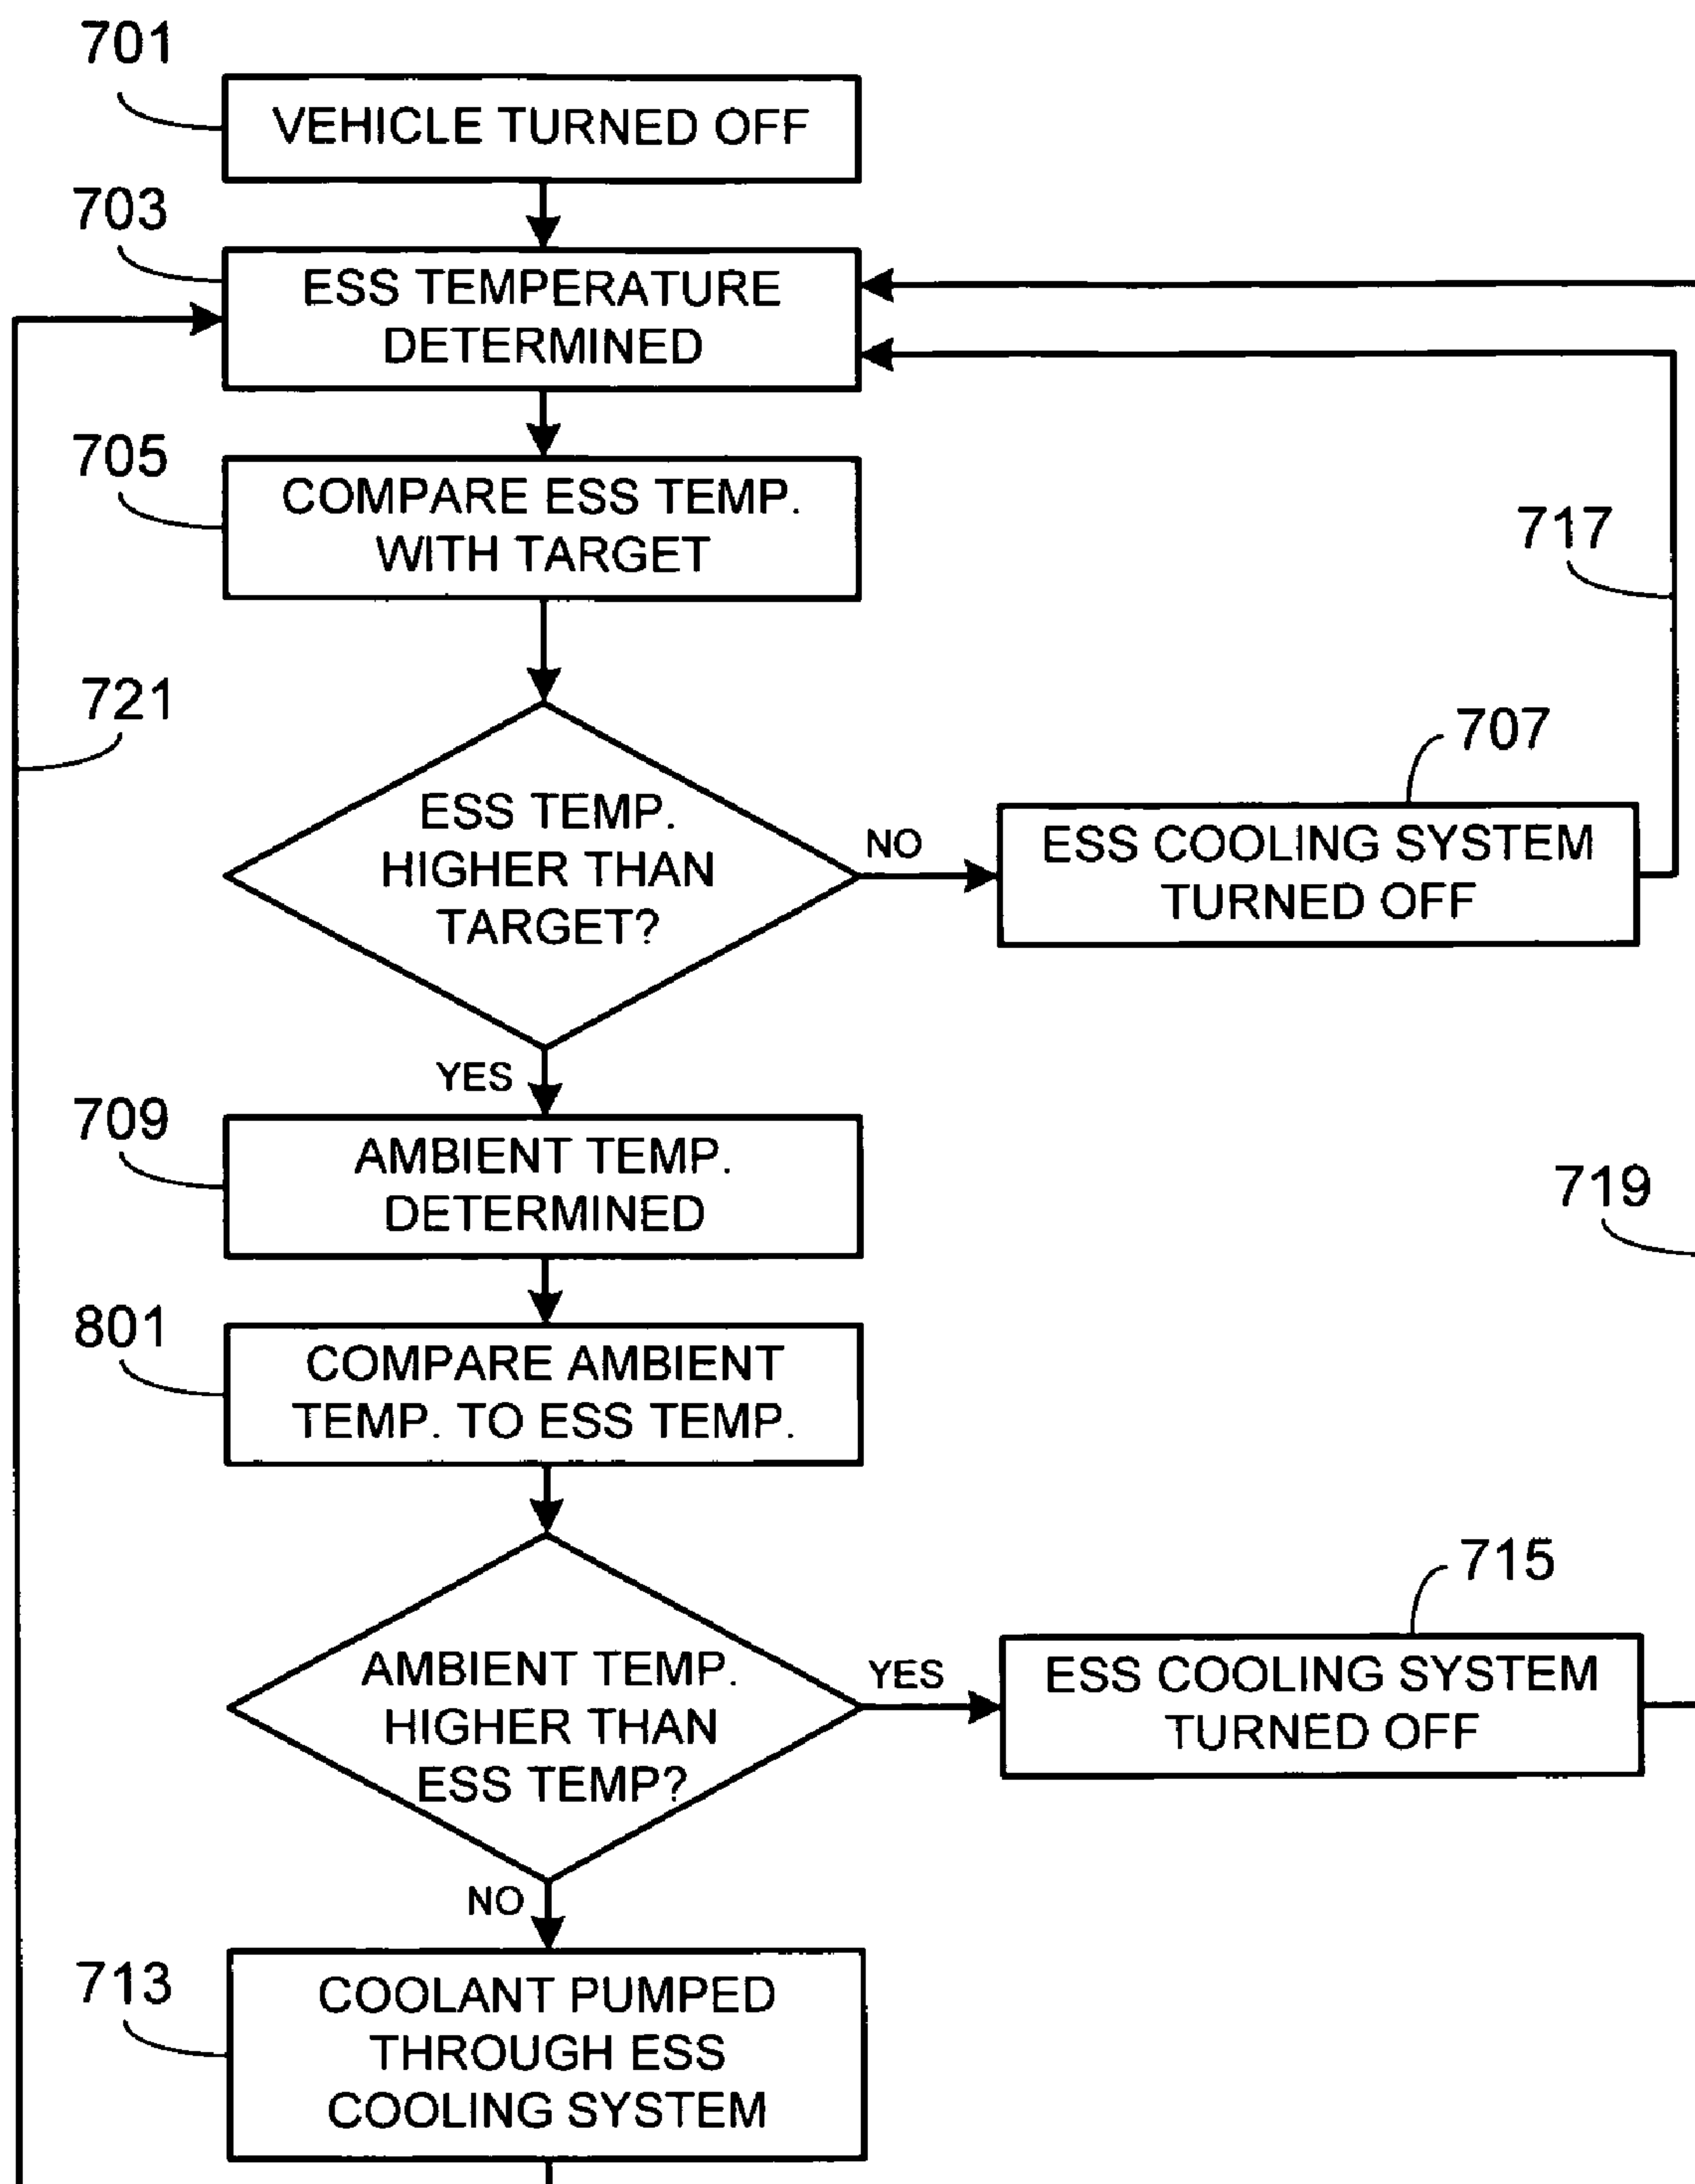 701
VEHICLE TURNED OFF
703
ESS TEMPERATURE
DETERMINED
705
COMPARE ESS TEMP.
WITH TARGET
717
721
ESS TEMP.
HIGHER THAN
TARGET?
NO
707
ESS COOLING SYSTEM
TURNED OFF
YES
709
AMBIENT TEMP.
DETERMINED
719
801
COMPARE AMBIENT
TEMP. TO ESS TEMP.
AMBIENT TEMP.
HIGHER THAN
ESS TEMP?
YES
715
ESS COOLING SYSTEM
TURNED OFF
NO
713
COOLANT PUMPED
THROUGH ESS
COOLING SYSTEM